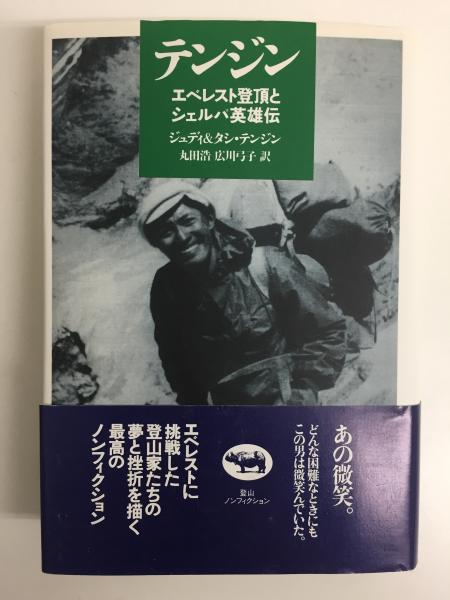 テンジン
エベレスト登頂と
シェルパ英雄伝
ジュディ&タシ・テンジン
丸田浩 広川弓子 訳
あの微笑。
どんな困難なときにも
この男は微笑んでいた。
登山
ノンフィクション
エベレストに
挑戦した
登山家たちの
夢と挫折を描く
最高の
ノンフィクション